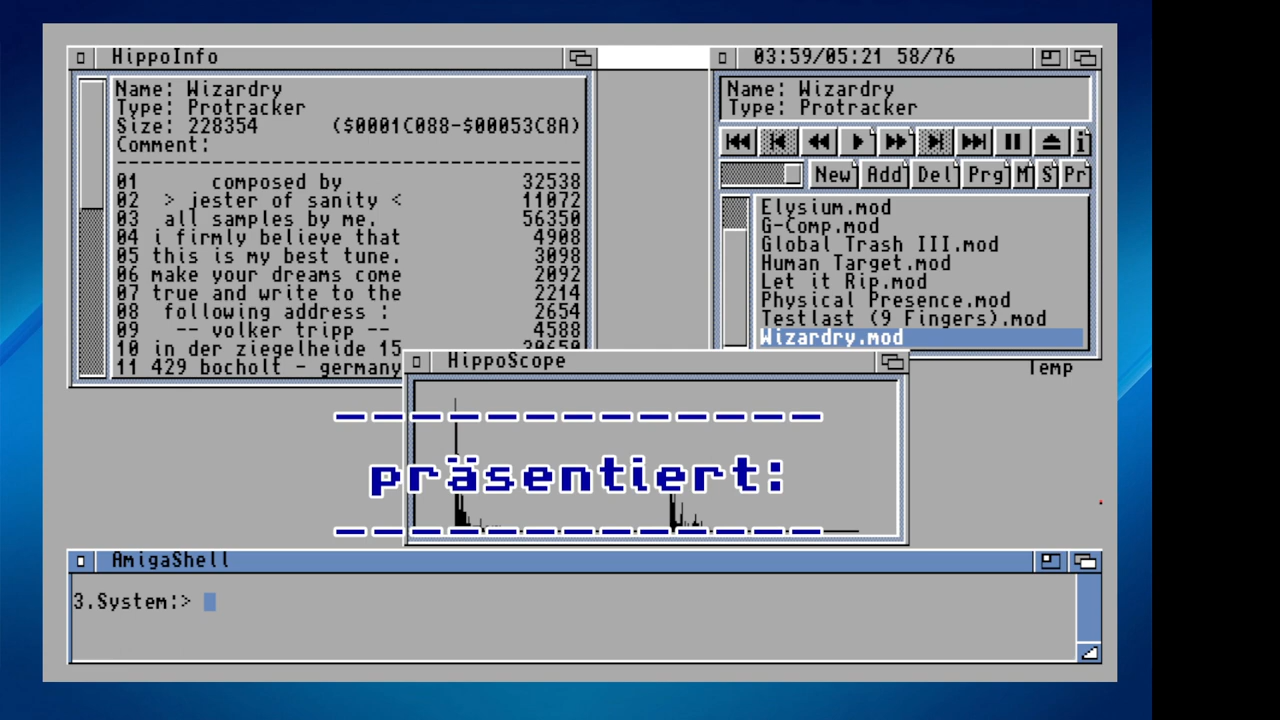 HippoInfo
Name: Wizardry
Type: Protracker
Size: 228354 ($0001C088-$00053C8A)
Comment:
----------------------------------------
01 composed by 32538
02 > jester of sanity < 11072
03 all samples by me. 56350
04 i firmly believe that 4908
05 this is my best tune. 3098
06 make your dreams come 2092
07 true and write to the 2214
08 following address : 2654
09 -- volker tripp -- 4588
10 in der ziegelheide 15
11 429 bocholt - germany
03:59/05:21 58/76
Name: Wizardry
Type: Protracker
i
New Add Del Prg M S Pr
Elysium.mod
G-Comp.mod
Global Trash III.mod
Human Target.mod
Let it Rip.mod
Physical Presence.mod
Testlast (9 Fingers).mod
Wizardry.mod
Temp
HippoScope
-------------
präsentiert:
-------------
AmigaShell
3.System:>